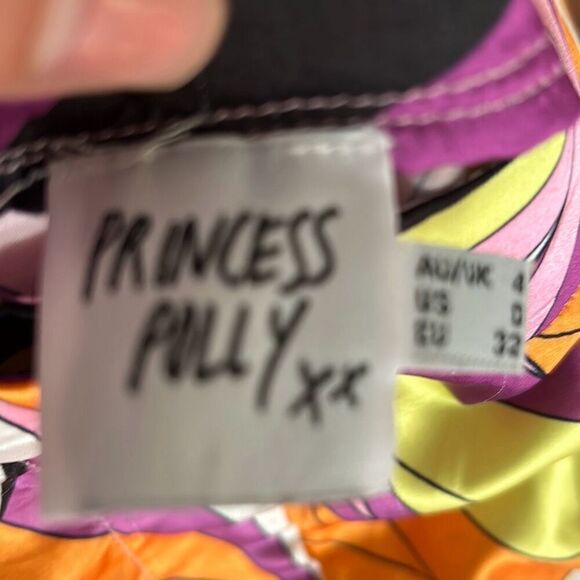 PRINCESS
POLLY
xx
AU/UK 4
US 0
EU 32